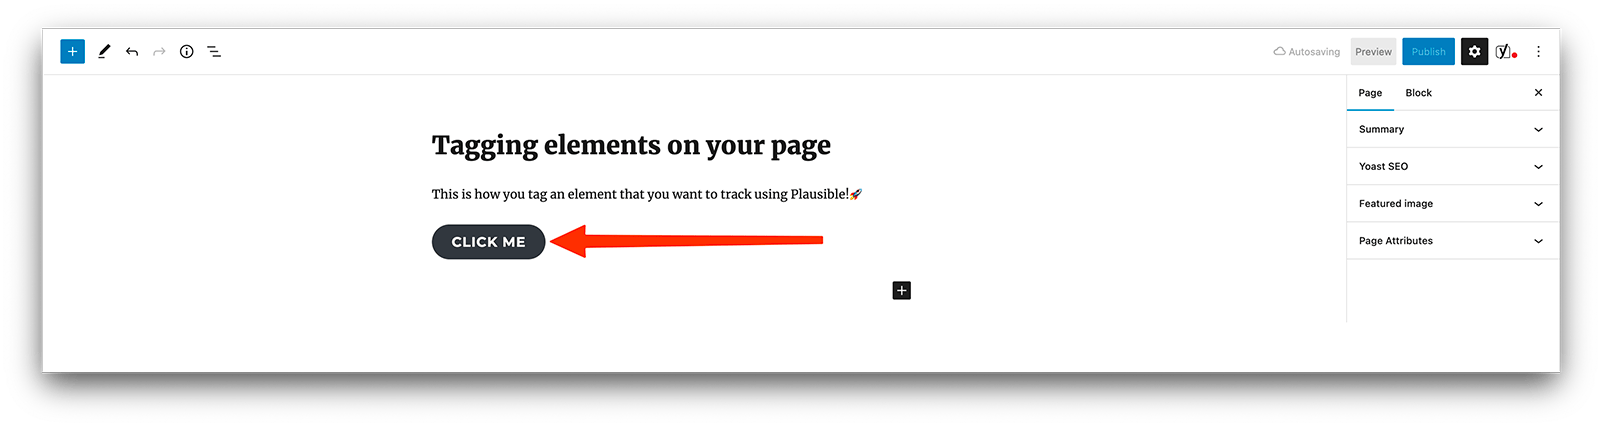 Autosaving Preview Publish
Page Block
Summary
Yoast SEO
Featured image
Page Attributes
Tagging elements on your page
This is how you tag an element that you want to track using Plausible!🚀
CLICK ME